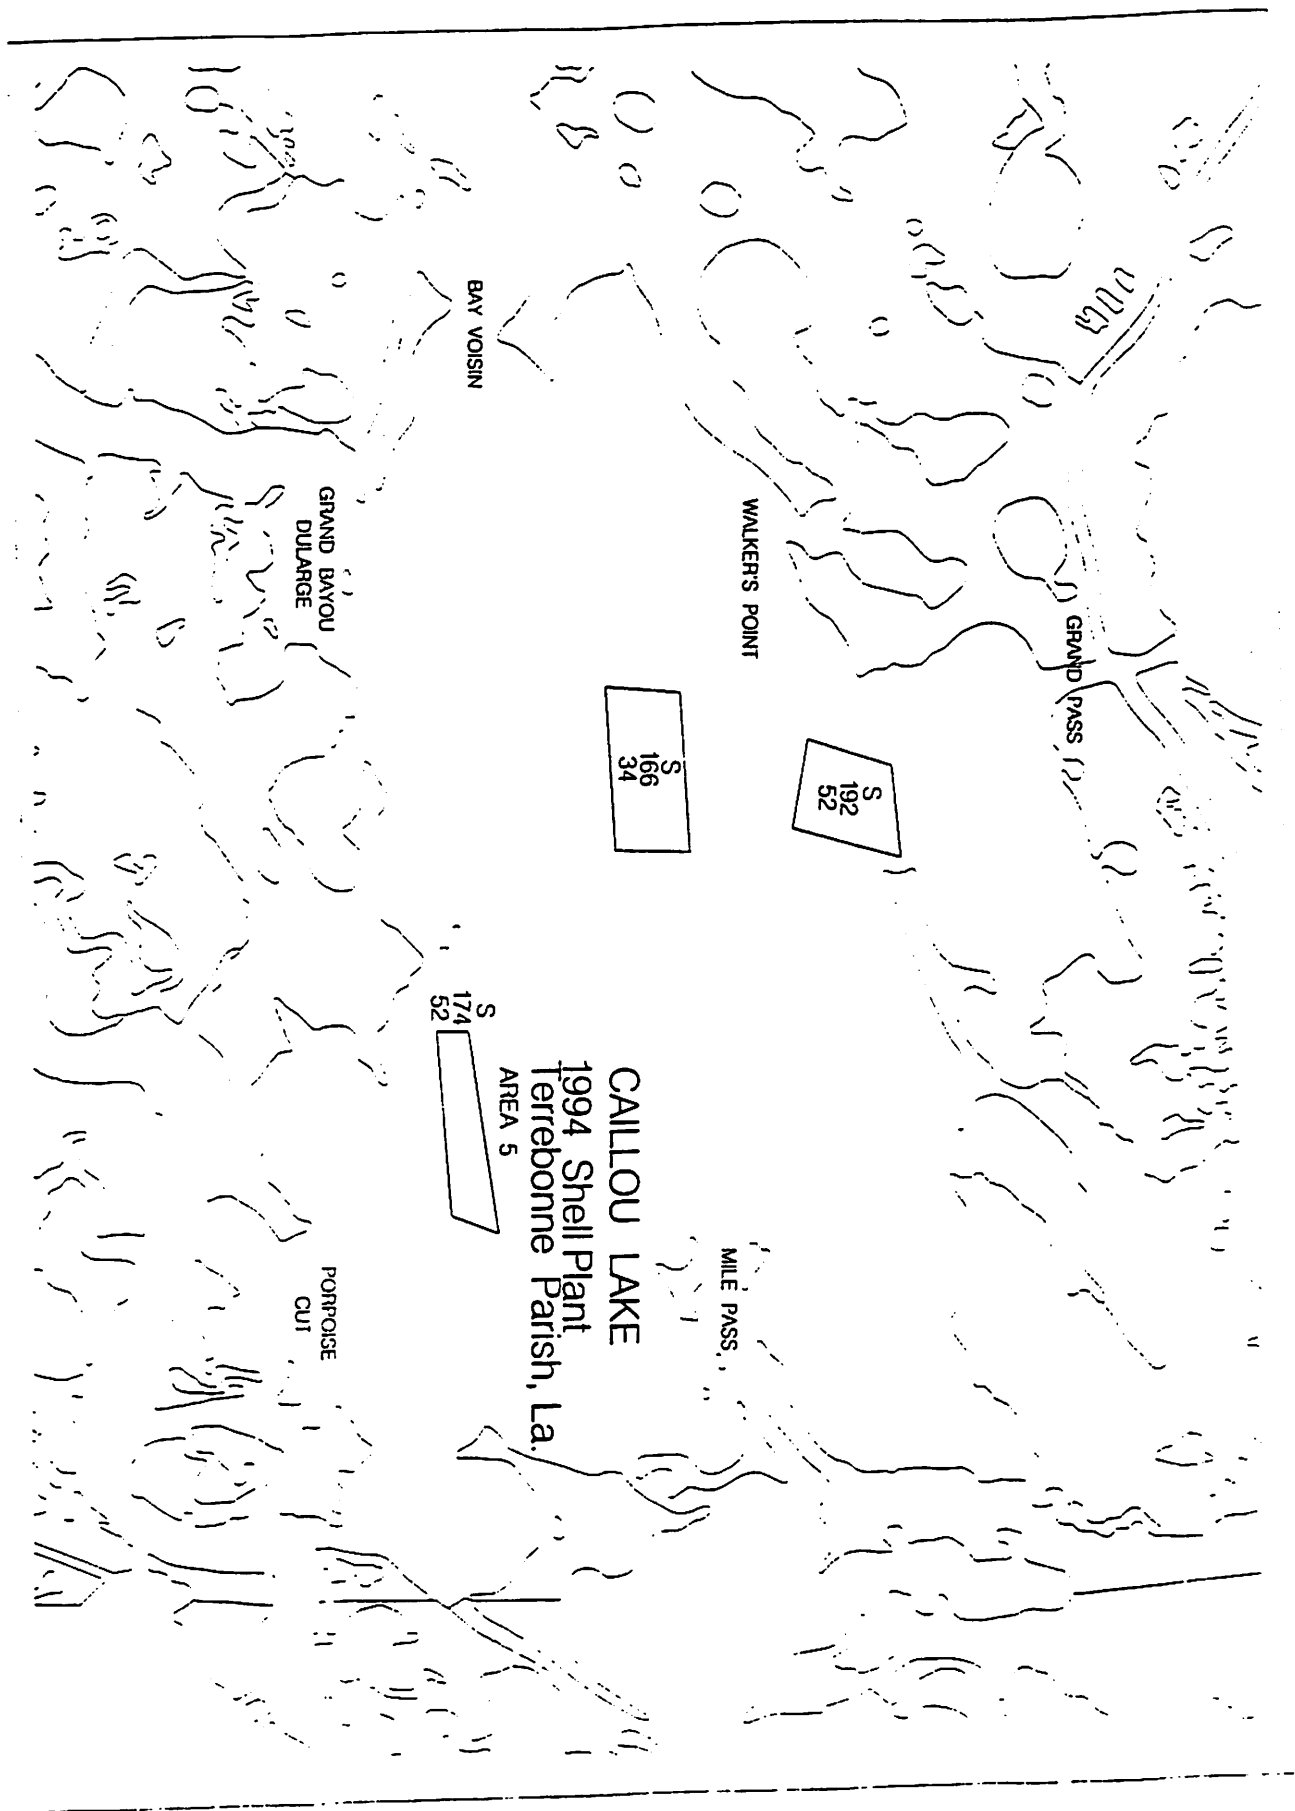 GRAND PASS
S
192
52
WALKER'S POINT
S
166
34
MILE PASS
CAILLOU LAKE
1994 Shell Plant
Terrebonne Parish, La.
AREA 5
S
174
52
BAY VOISIN
GRAND BAYOU
DULARGE
PORPOISE
CUT